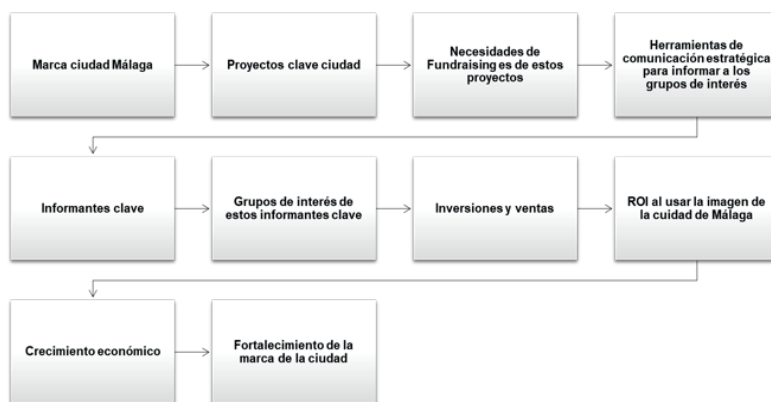 Marca ciudad Málaga
Proyectos clave ciudad
Necesidades de
Fundraising es de estos
proyectos
Herramientas de
comunicación estratégica
para informar a los
grupos de interés
Informantes clave
Grupos de interés de
estos informantes clave
Inversiones y ventas
ROI al usar la imagen de
la cuidad de Málaga
Crecimiento económico
Fortalecimiento de la
marca de la ciudad